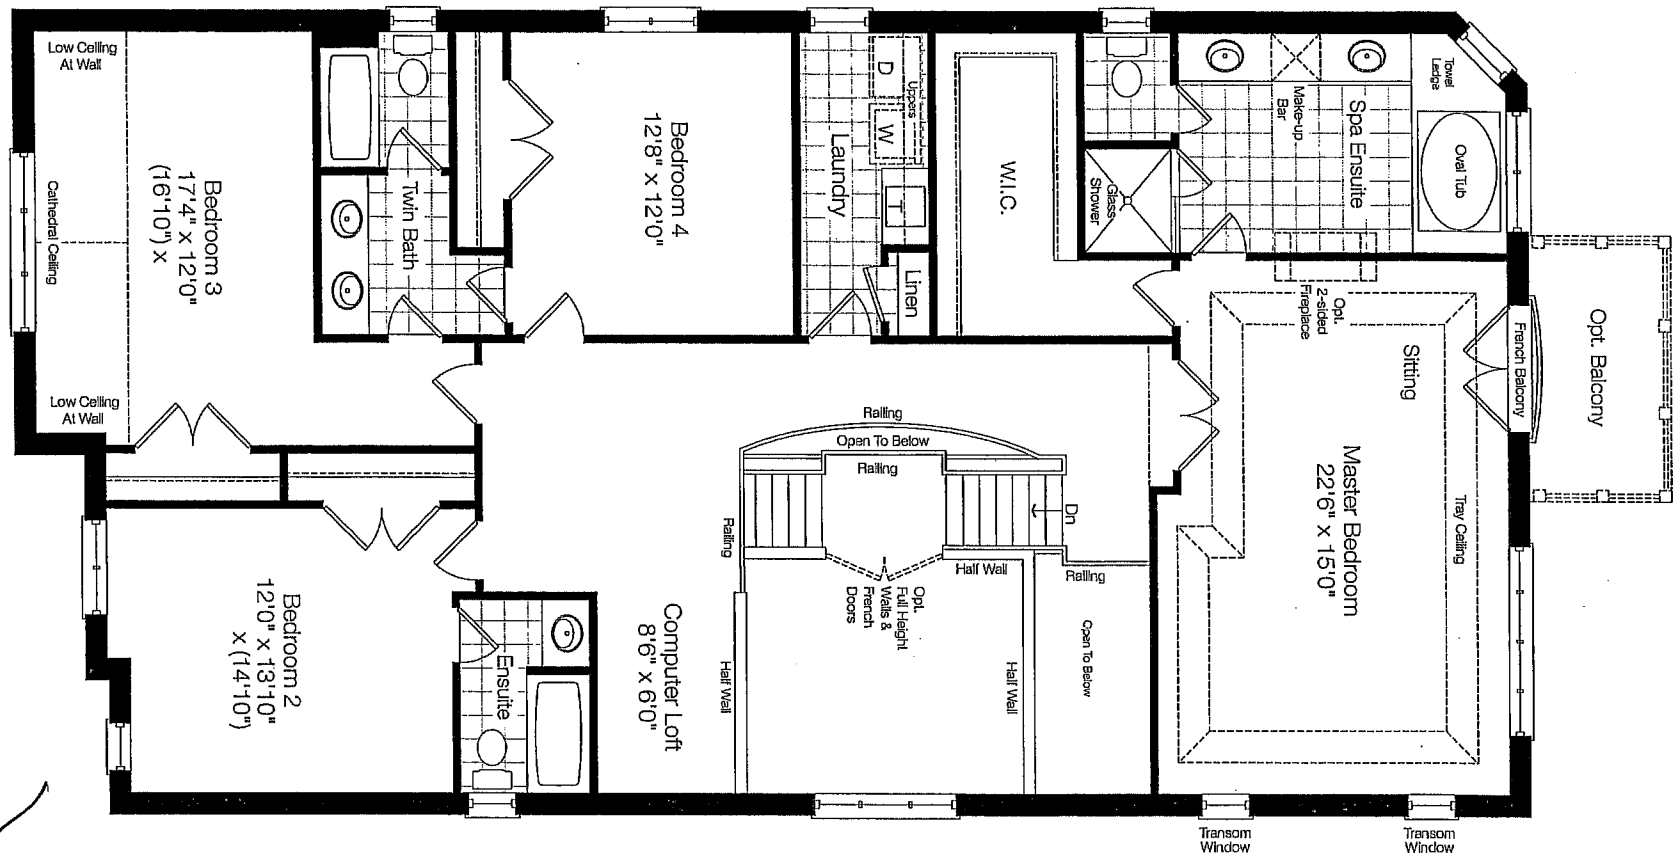 Low Ceiling
At Wall
Cathedral Ceiling
Low Ceiling
At Wall
Bedroom 3
17'4" x 12'0"
(16'10") x
Twin Bath
Bedroom 4
12'8" x 12'0"
D
Uppers
W
Laundry
T
Linen
W.I.C.
Glass
Shower
Make-up
Bar
Spa Ensuite
Towel
Ledge
Oval Tub
Opt.
2-sided
Fireplace
Sitting
French Balcony
Opt. Balcony
Master Bedroom
22'6" x 15'0"
Tray Ceiling
Railing
Open To Below
Railing
Dn
Railing
Railing
Half Wall
Opt.
Full Height
Walls &
French
Doors
Open To Below
Half Wall
Half Wall
Computer Loft
8'6" x 6'0"
Bedroom 2
12'0" x 13'10"
x (14'10")
Ensuite
Transom
Window
Transom
Window